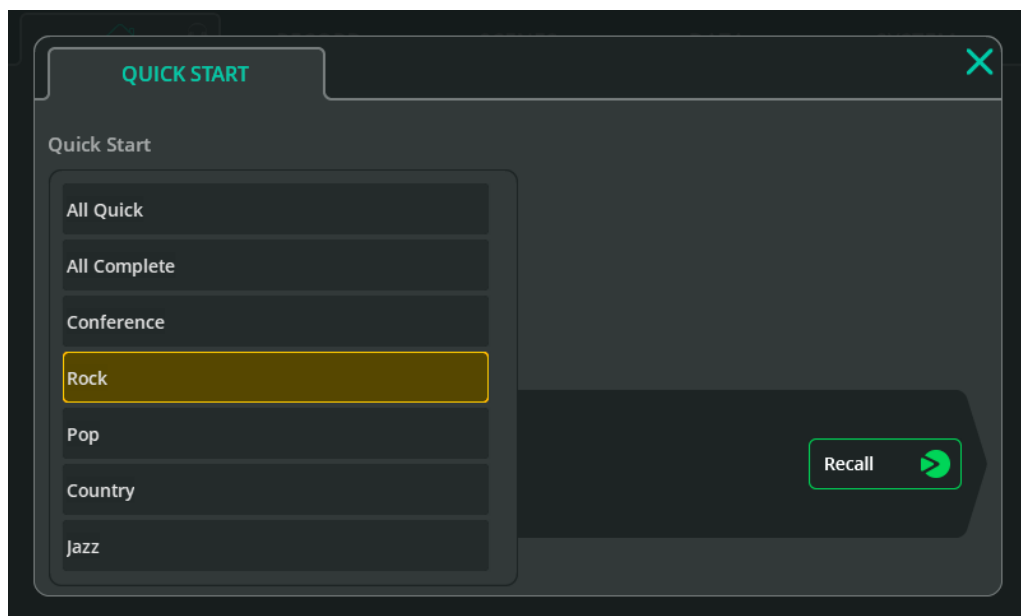 QUICK START
Quick Start
All Quick
All Complete
Conference
Rock
Pop
Country
Recall
Jazz